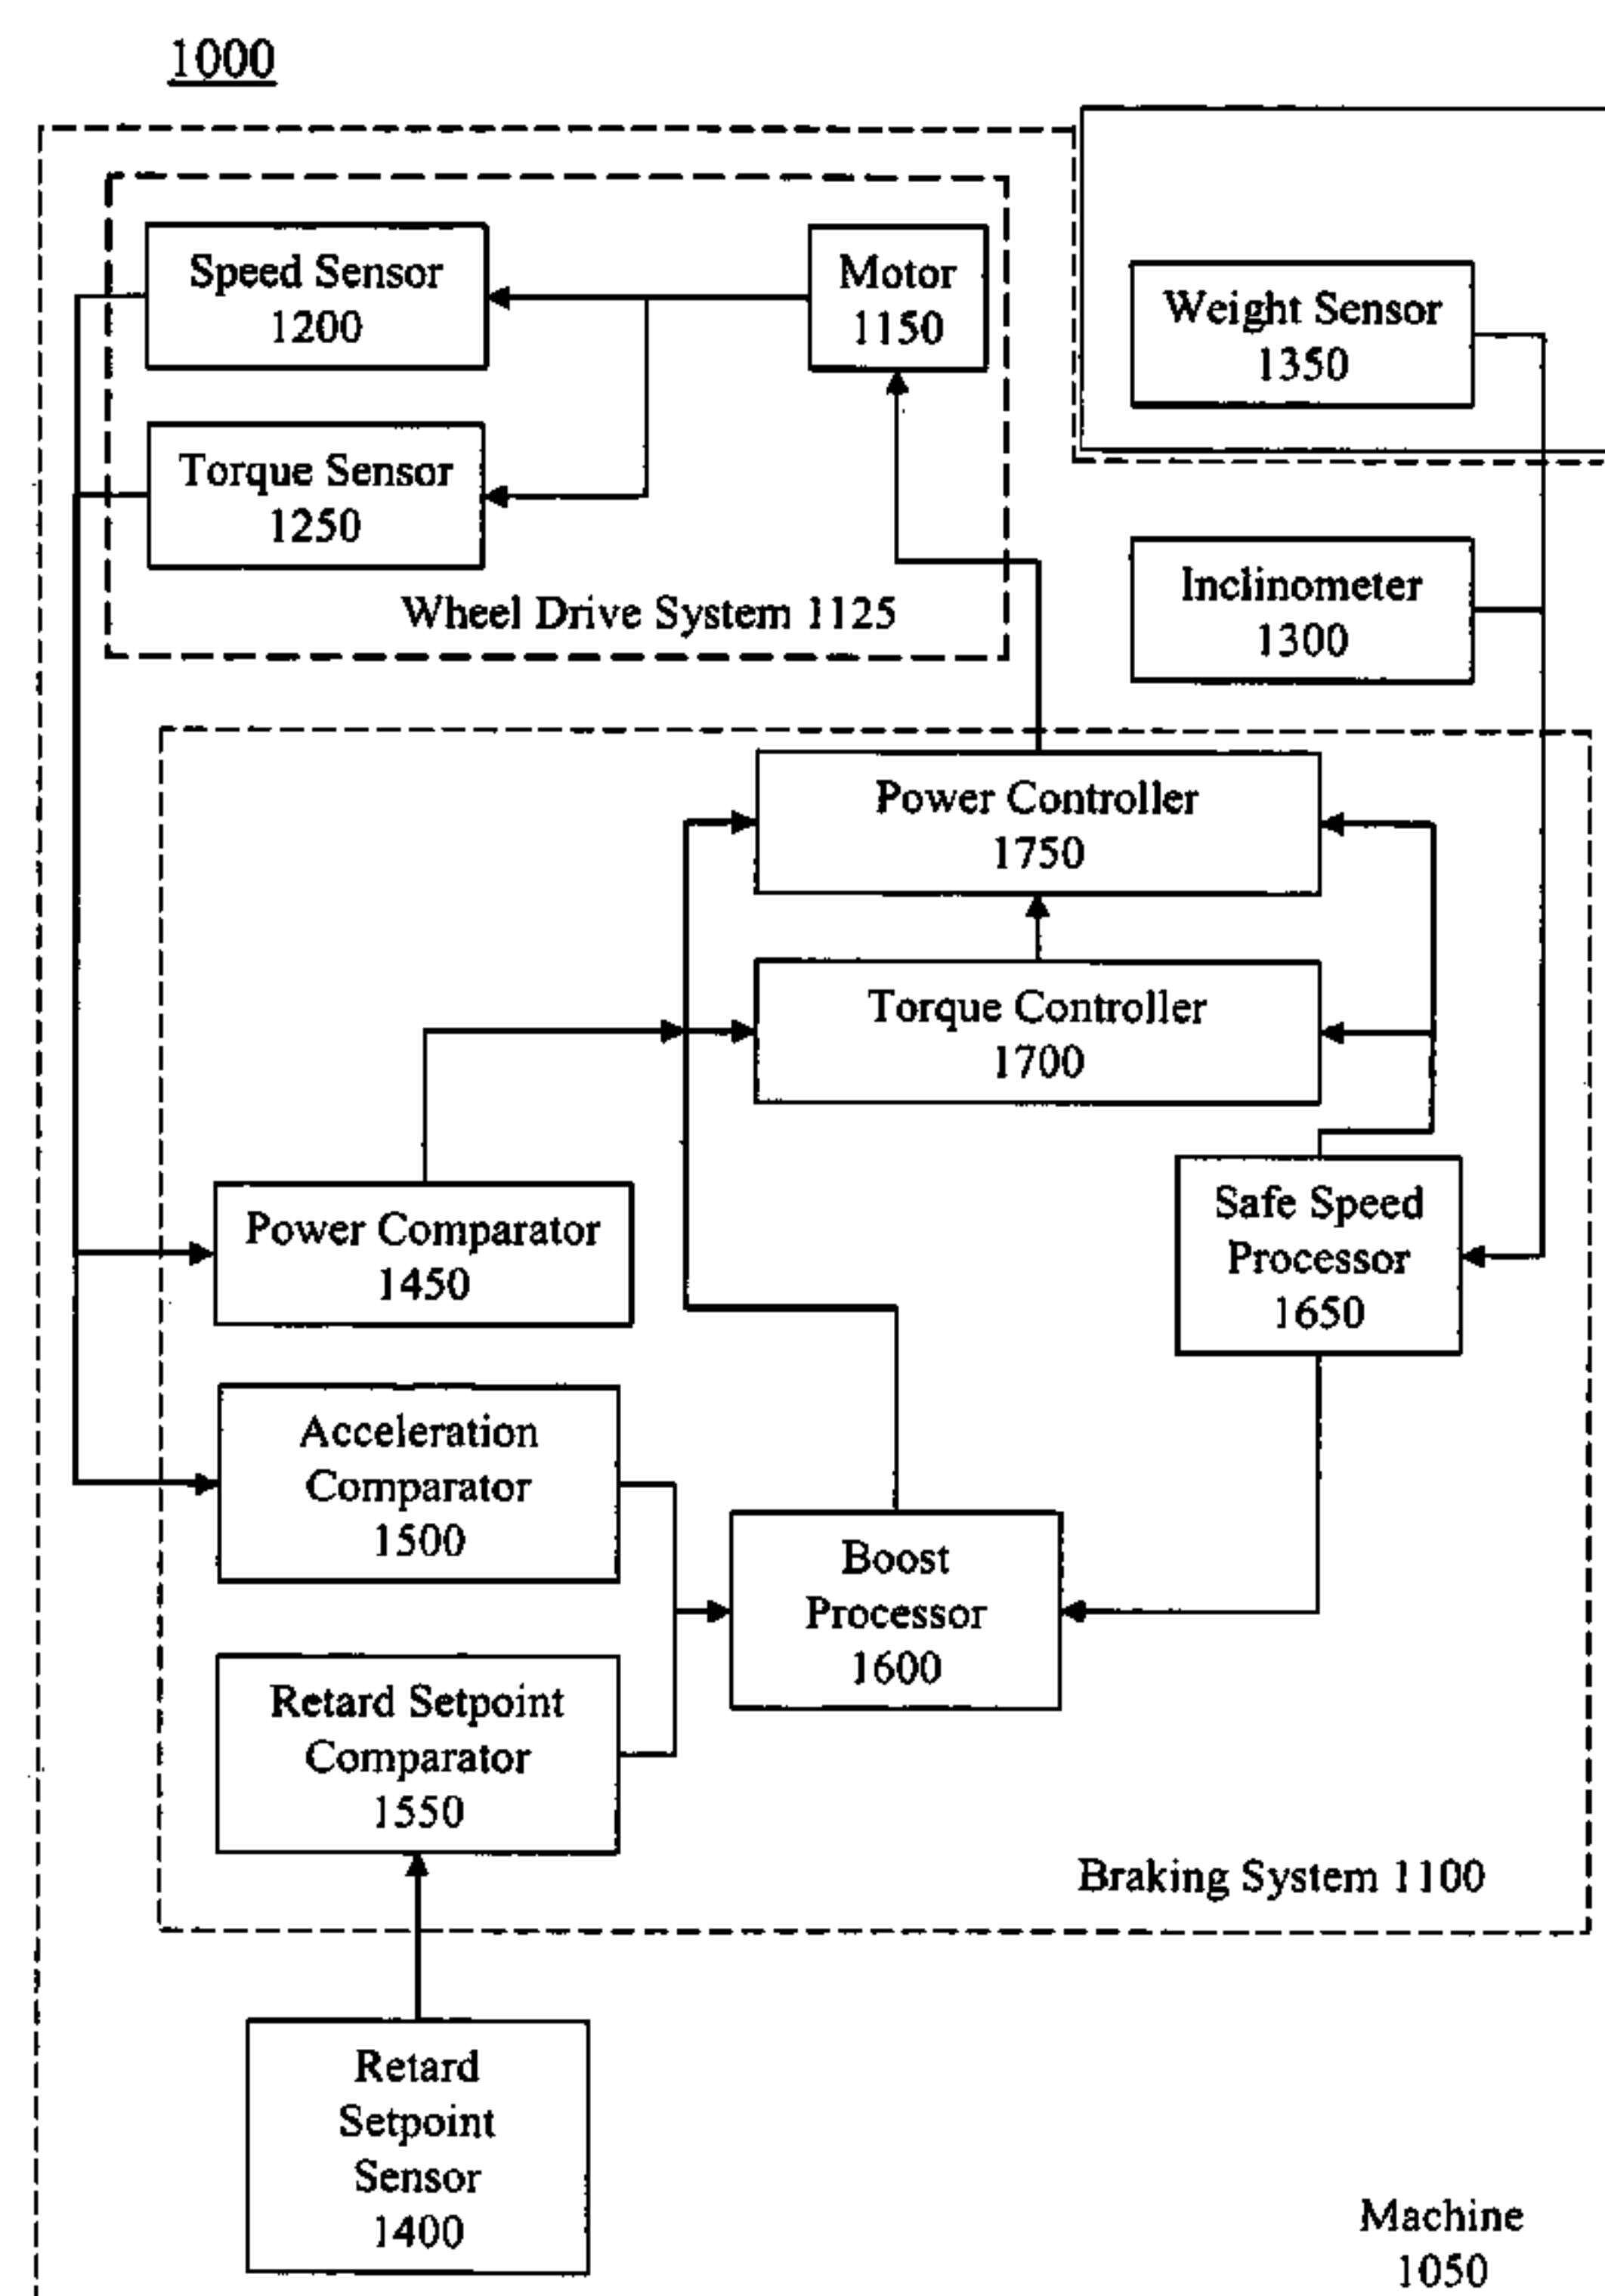 1000
Speed Sensor
1200
Motor
1150
Weight Sensor
1350
Torque Sensor
1250
Inclinometer
1300
Wheel Drive System 1125
Power Controller
1750
Torque Controller
1700
Power Comparator
1450
Safe Speed
Processor
1650
Acceleration
Comparator
1500
Boost
Processor
1600
Retard Setpoint
Comparator
1550
Braking System 1100
Retard
Setpoint
Sensor
1400
Machine
1050